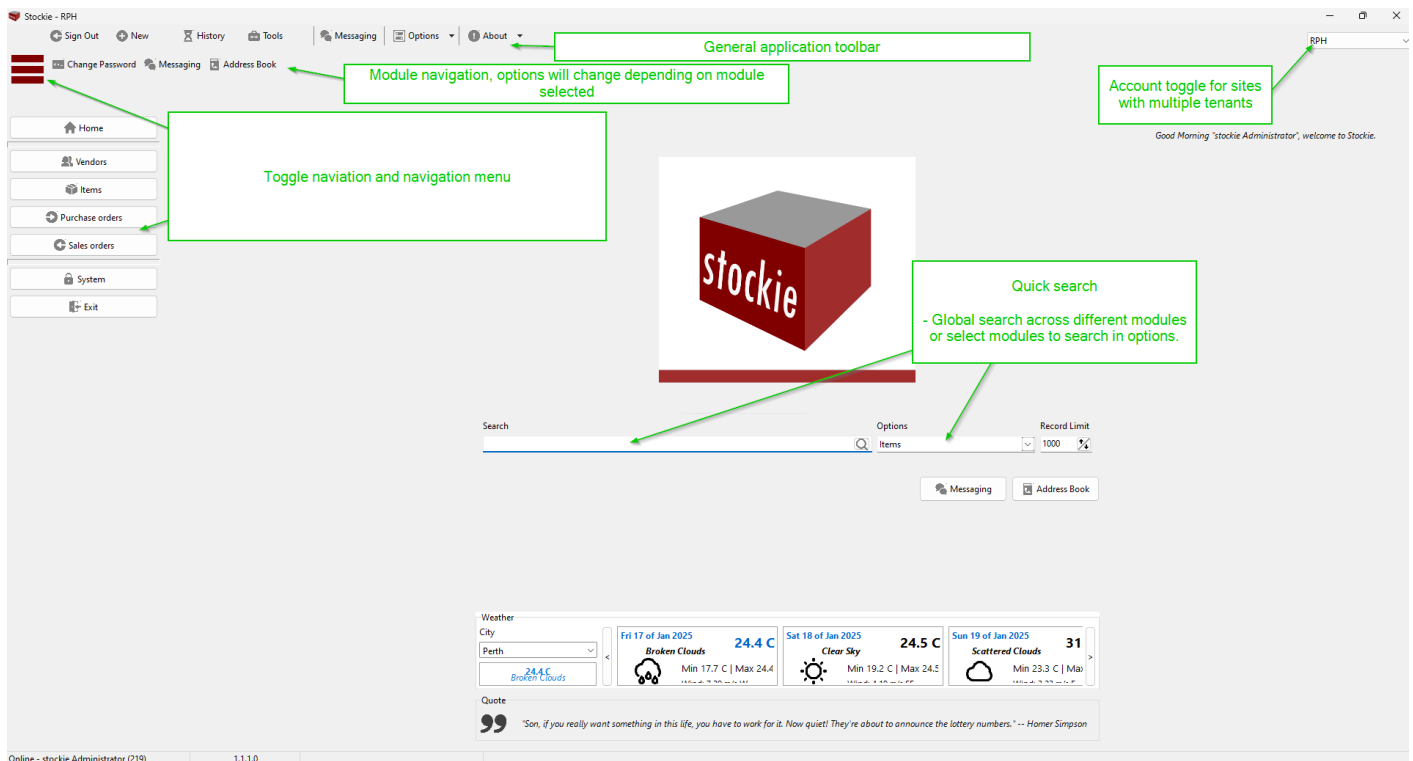 Stockie - RPH
Sign Out New History Tools Messaging Options About
General application toolbar
RPH
Change Password Messaging Address Book
Module navigation, options will change depending on module
selected
Account toggle for sites
with multiple tenants
Good Morning "stockie Administrator", welcome to Stockie.
Home
Vendors
Items
Purchase orders
Sales orders
System
Exit
Toggle naviation and navigation menu
stockie
Quick search
- Global search across different modules
or select modules to search in options.
Search Options Record Limit
Items 1000
Messaging Address Book
Weather
City
Perth
24.4 C
Broken Clouds
<
Fri 17 of Jan 2025 24.4 C
Broken Clouds
Min 17.7 C | Max 24.4
Sat 18 of Jan 2025 24.5 C
Clear Sky
Min 19.2 C | Max 24.5
Sun 19 of Jan 2025 31
Scattered Clouds
Min 23.3 C | Max
>
Quote
"Son, if you really want something in this life, you have to work for it. Now quiet! They're about to announce the lottery numbers." -- Homer Simpson
Online - stockie Administrator (219) 1.1.1.0